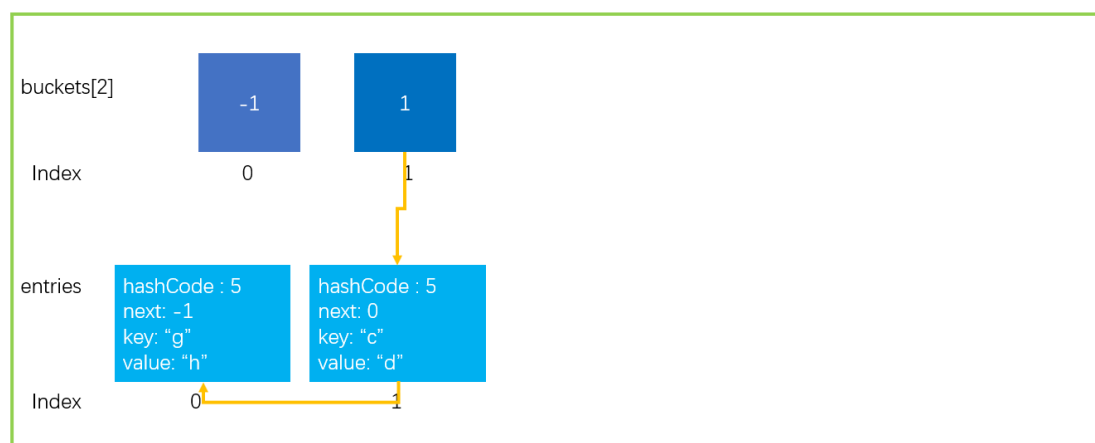 buckets[2]
-1
1
Index
0
1
entries
hashCode : 5
next: -1
key: “g”
value: “h”
hashCode : 5
next: 0
key: “c”
value: “d”
Index
0
1